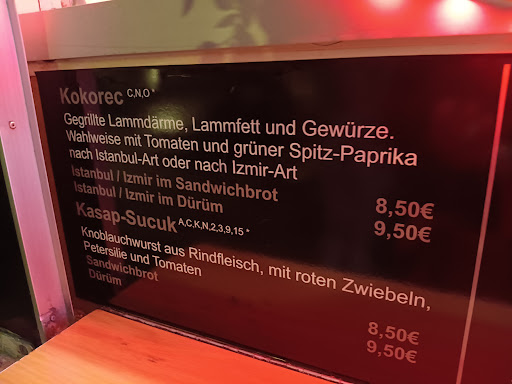 Kokorec C,N,O *
Gegrillte Lammdärme, Lammfett und Gewürze.
Wahlweise mit Tomaten und grüner Spitz-Paprika
nach Istanbul-Art oder nach Izmir-Art
Istanbul / Izmir im Sandwichbrot 8,50€
Istanbul / Izmir im Dürüm 9,50€
Kasap-Sucuk A,C,K,N,2,3,9,15 *
Knoblauchwurst aus Rindfleisch, mit roten Zwiebeln,
Petersilie und Tomaten
Sandwichbrot 8,50€
Dürüm 9,50€